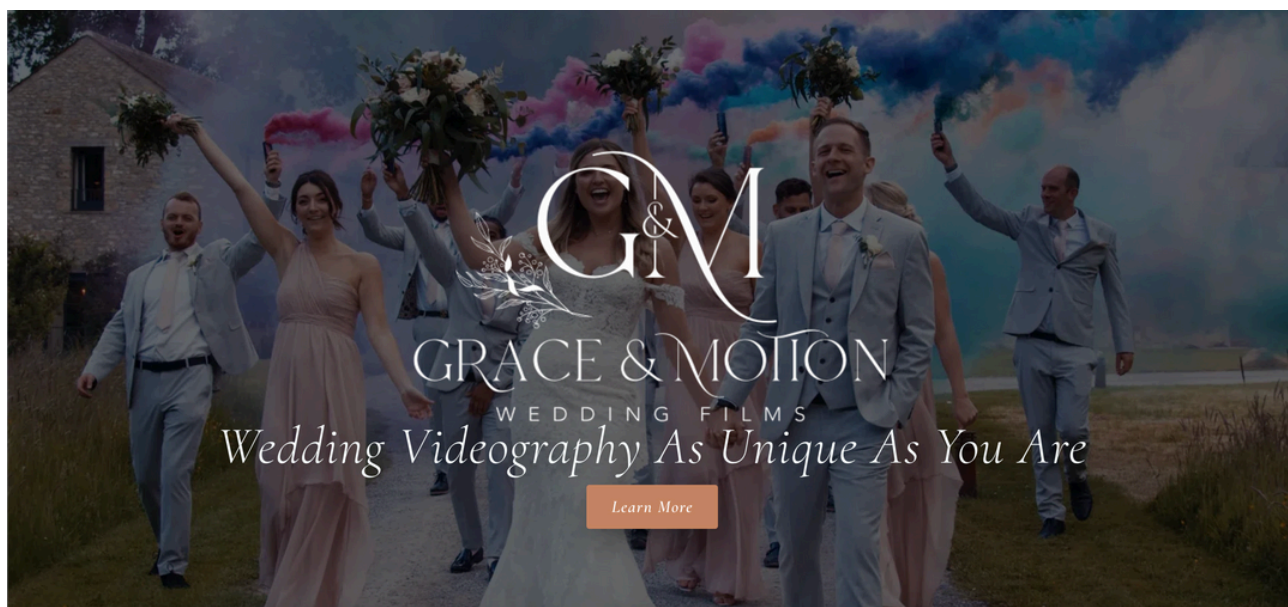 G&M
GRACE & MOTION
WEDDING FILMS
Wedding Videography As Unique As You Are
Learn More